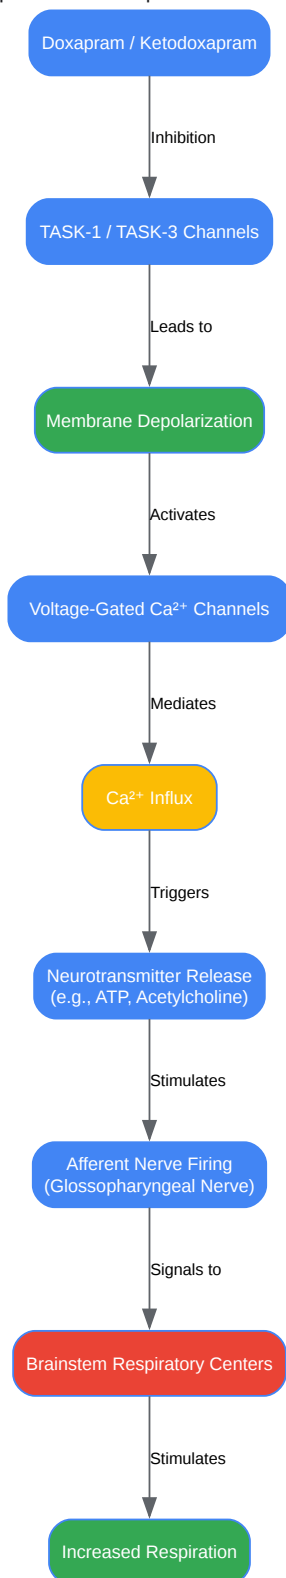 Doxapram / Ketodoxapram
Inhibition
TASK-1 / TASK-3 Channels
Leads to
Membrane Depolarization
Activates
Voltage-Gated Ca²⁺ Channels
Mediates
Ca²⁺ Influx
Triggers
Neurotransmitter Release
(e.g., ATP, Acetylcholine)
Stimulates
Afferent Nerve Firing
(Glossopharyngeal Nerve)
Signals to
Brainstem Respiratory Centers
Stimulates
Increased Respiration